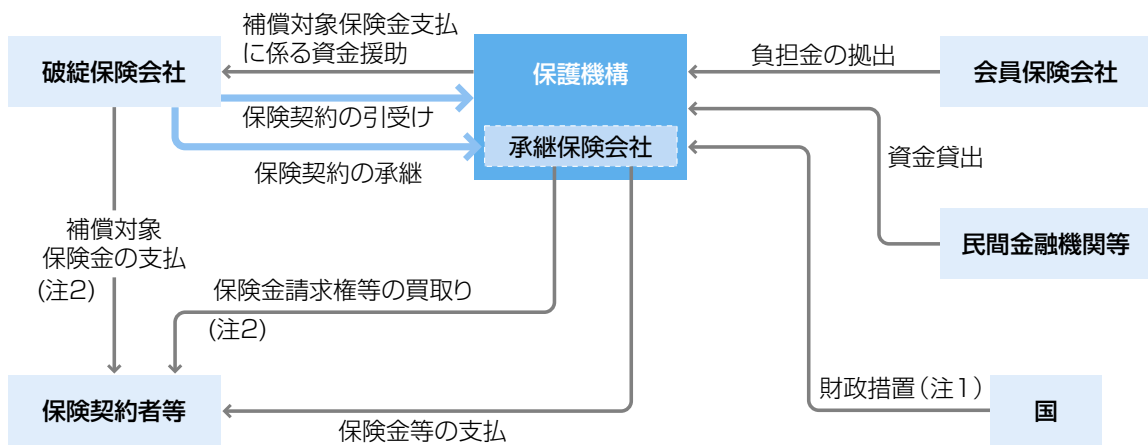 補償対象保険金支払
に係る資金援助
破綻保険会社
保護機構
負担金の拠出
会員保険会社
保険契約の引受け
承継保険会社
保険契約の承継
資金貸出
補償対象
保険金の支払
(注2)
民間金融機関等
保険金請求権等の買取り
(注2)
財政措置(注1)
保険契約者等
国
保険金等の支払